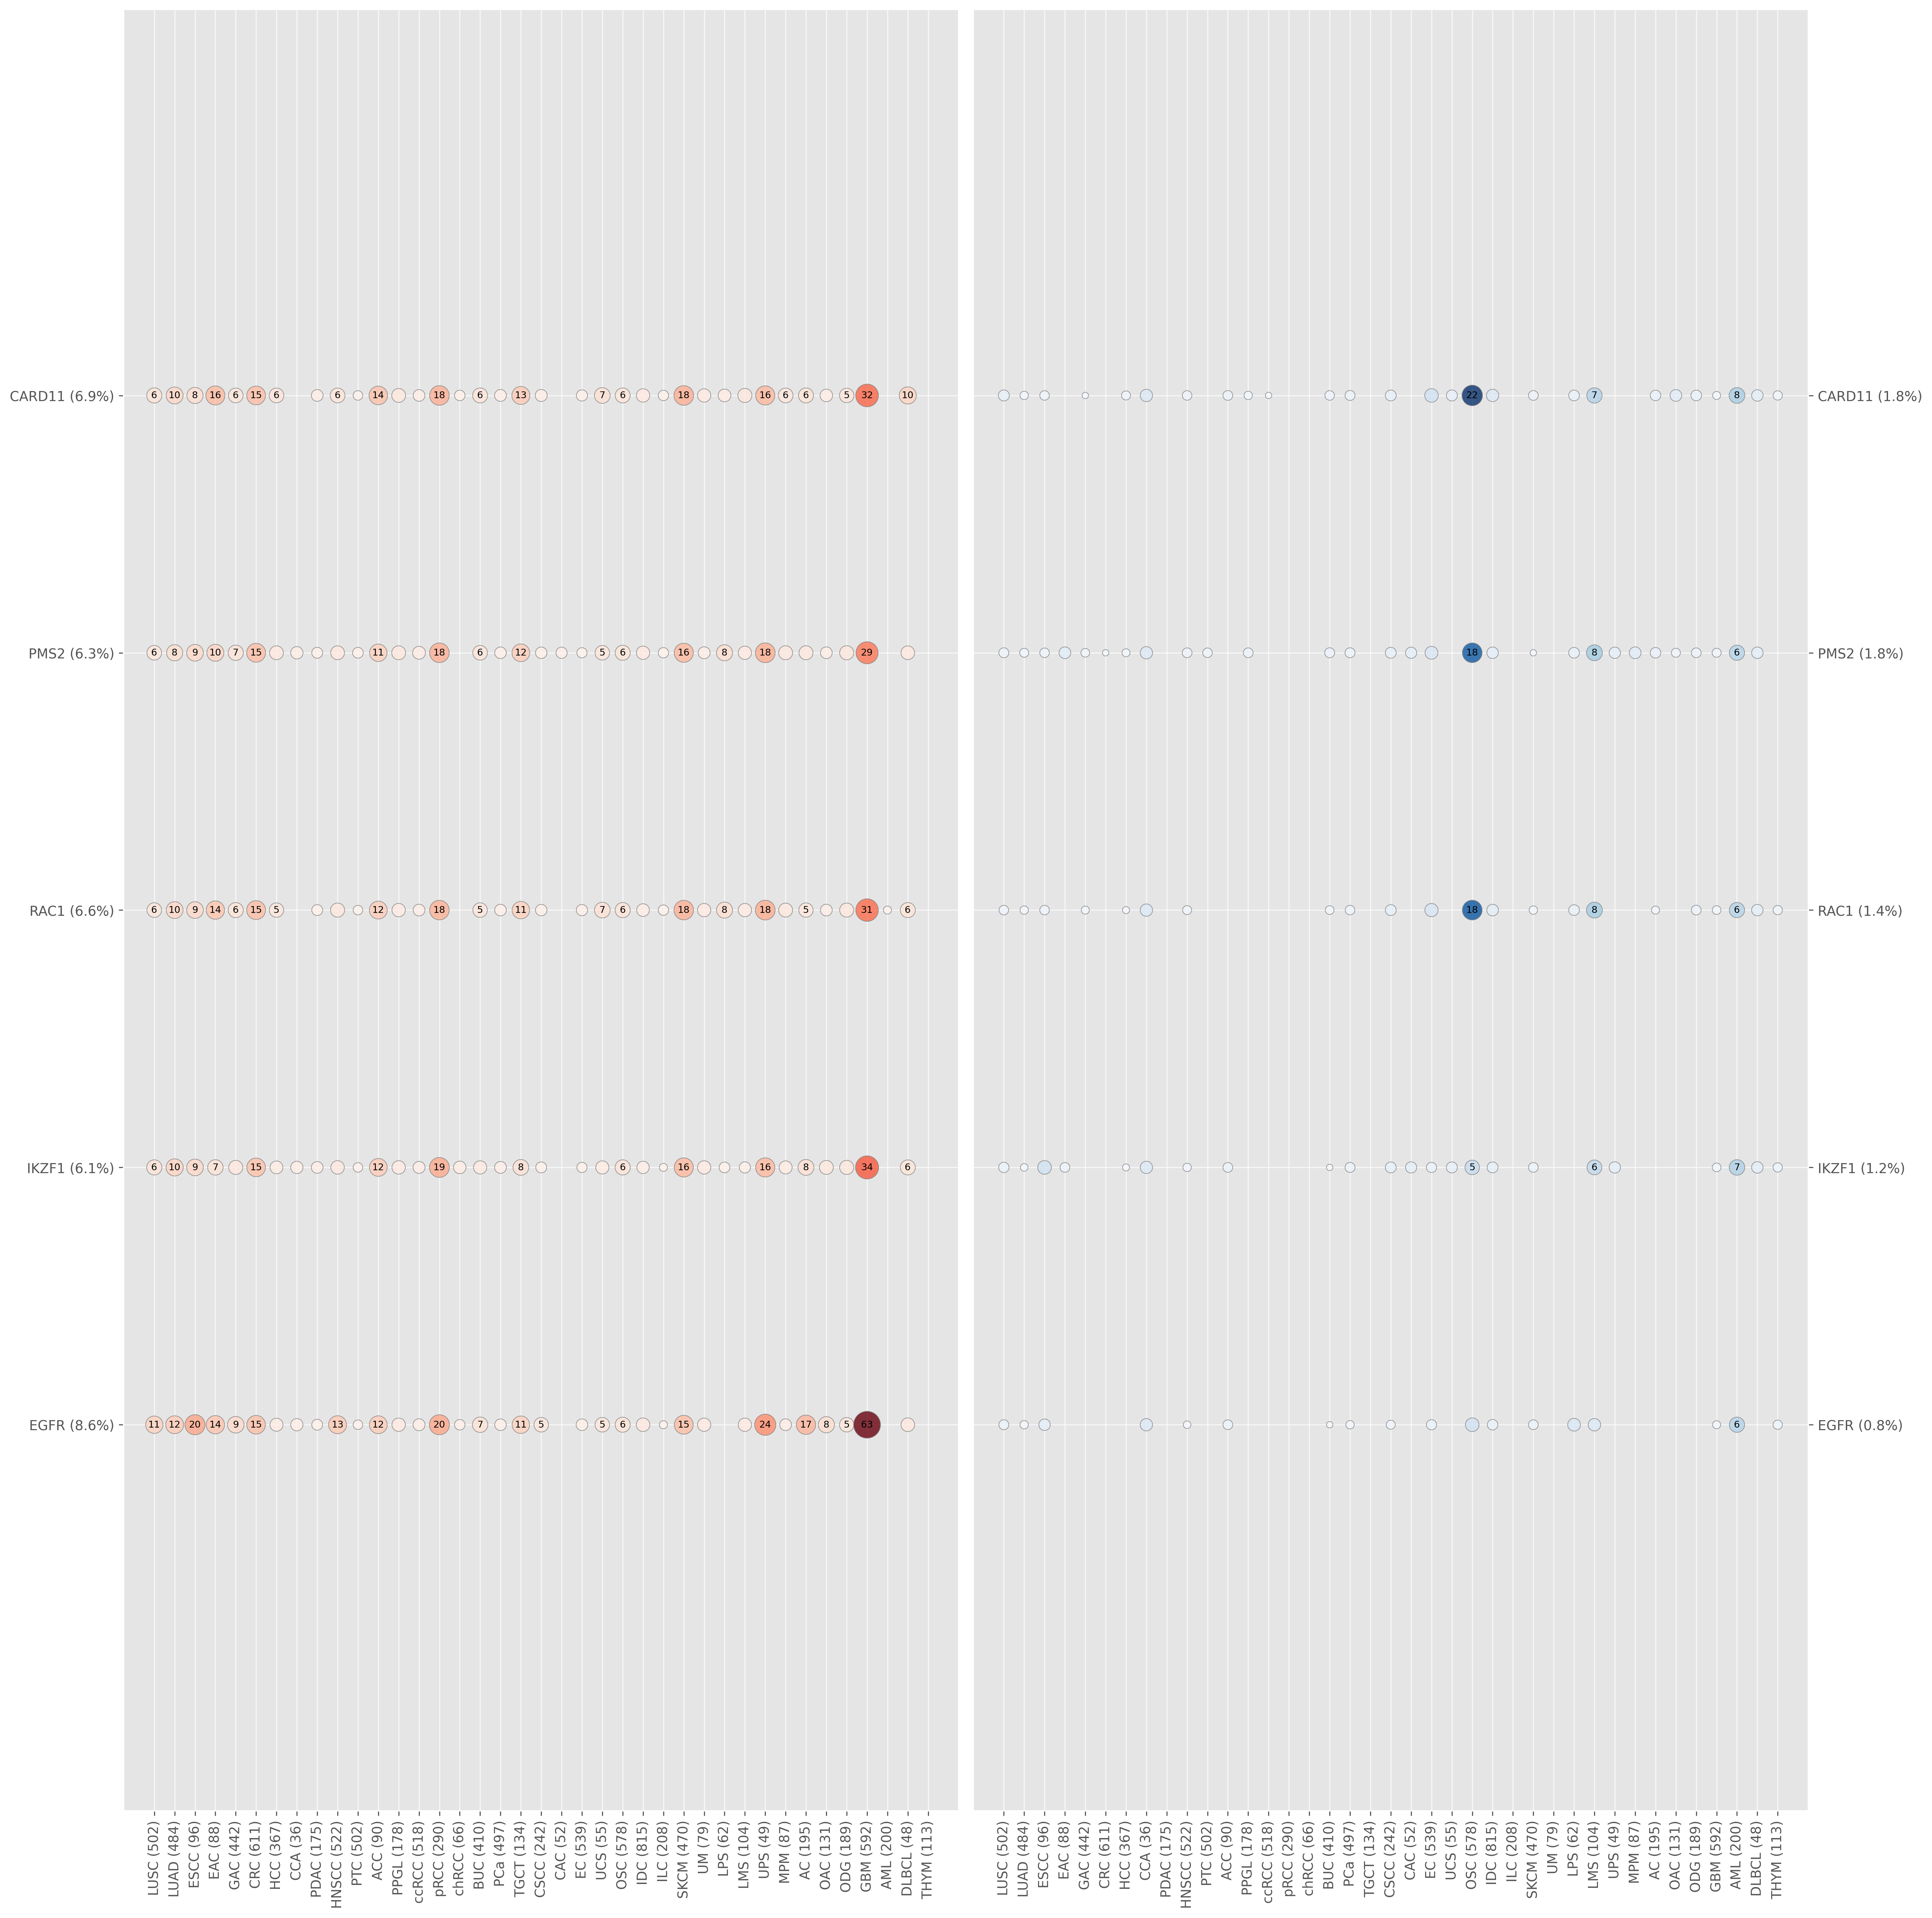 CARD11 (6.9%)
6 10 8 16 6 15 6 6 14 18 6 13 7 6 18 16 6 6 5 32 10
22 7 8
CARD11 (1.8%)
PMS2 (6.3%)
6 8 9 10 7 15 11 18 6 12 5 6 16 8 18 29
18 8 6
PMS2 (1.8%)
RAC1 (6.6%)
6 10 9 14 6 15 5 12 18 5 11 7 6 18 8 18 5 31 6
18 8 6
RAC1 (1.4%)
IKZF1 (6.1%)
6 10 9 7 15 12 19 8 6 16 16 8 34 6
5 6 7
IKZF1 (1.2%)
EGFR (8.6%)
11 12 20 14 9 15 13 12 20 7 11 5 5 6 15 24 17 8 5 63
6
EGFR (0.8%)
LUSC (502)
LUAD (484)
ESCC (96)
EAC (88)
GAC (442)
CRC (611)
HCC (367)
CCA (36)
PDAC (175)
HNSCC (522)
PTC (502)
ACC (90)
PPGL (178)
ccRCC (518)
pRCC (290)
chRCC (66)
BUC (410)
PCa (497)
TGCT (134)
CSCC (242)
CAC (52)
EC (539)
UCS (55)
OSC (578)
IDC (815)
ILC (208)
SKCM (470)
UM (79)
LPS (62)
LMS (104)
UPS (49)
MPM (87)
AC (195)
OAC (131)
ODG (189)
GBM (592)
AML (200)
DLBCL (48)
THYM (113)
LUSC (502)
LUAD (484)
ESCC (96)
EAC (88)
GAC (442)
CRC (611)
HCC (367)
CCA (36)
PDAC (175)
HNSCC (522)
PTC (502)
ACC (90)
PPGL (178)
ccRCC (518)
pRCC (290)
chRCC (66)
BUC (410)
PCa (497)
TGCT (134)
CSCC (242)
CAC (52)
EC (539)
UCS (55)
OSC (578)
IDC (815)
ILC (208)
SKCM (470)
UM (79)
LPS (62)
LMS (104)
UPS (49)
MPM (87)
AC (195)
OAC (131)
ODG (189)
GBM (592)
AML (200)
DLBCL (48)
THYM (113)